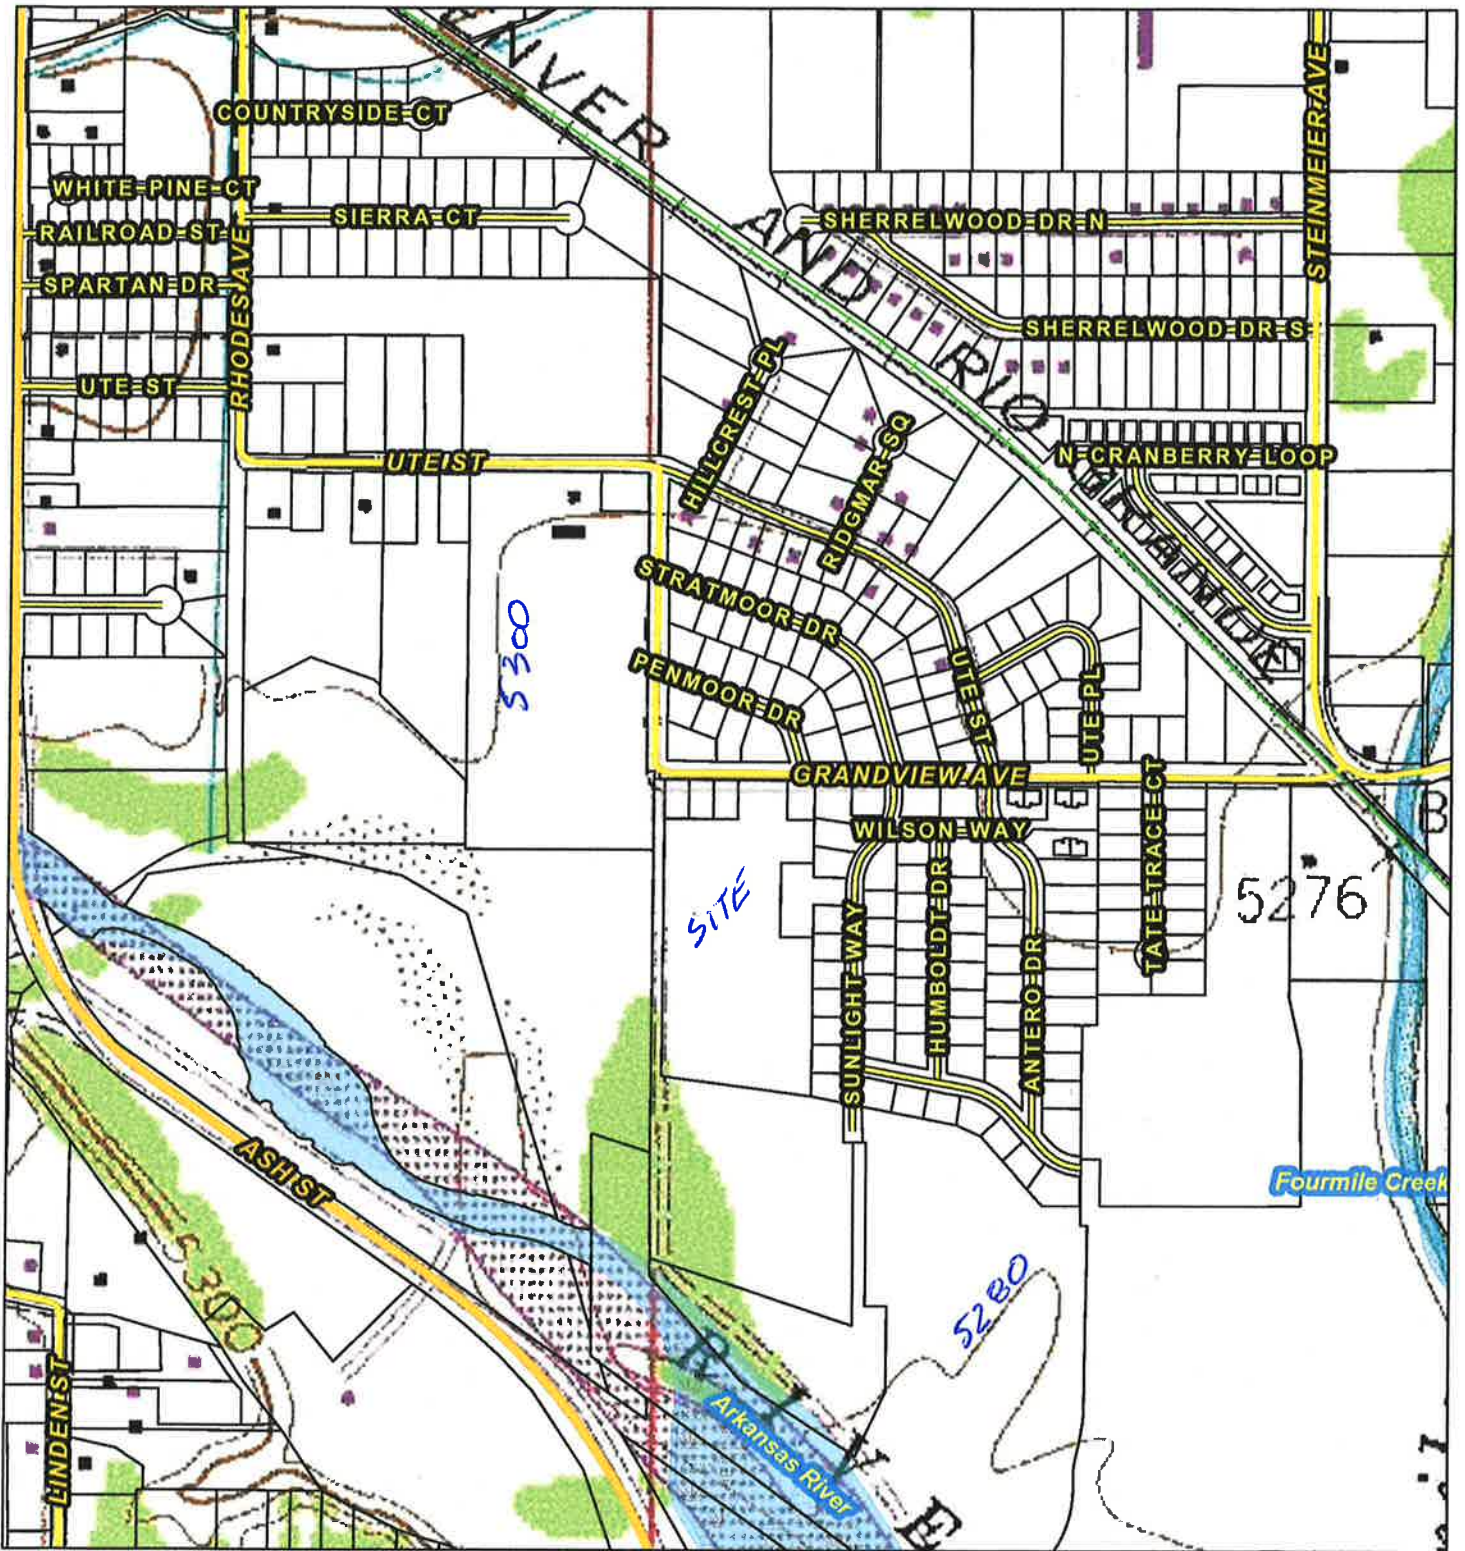 ENVER
COUNTRYSIDE CT
WHITE PINE CT
RAILROAD ST
SIERRA CT
SPARTAN DR
RHODES AVE
UTE ST
AND
SHERRELWOOD DR N
STEINMEIER AVE
SHERRELWOOD DR S
RIO
HILLCREST PL
RIDGMAR SQ
N CRANBERRY LOOP
UTE ST
STRATMOOR DR
5300
PENMOOR DR
UTE ST
UTE PL
GRANDVIEW AVE
WILSON WAY
TATE TRACE CT
B
SITE
5276
SUNLIGHT WAY
HUMBOLDT DR
ANTERO DR
ASH ST
Fourmile Creek
5300
5280
LINDEN ST
R I V E
Arkansas River